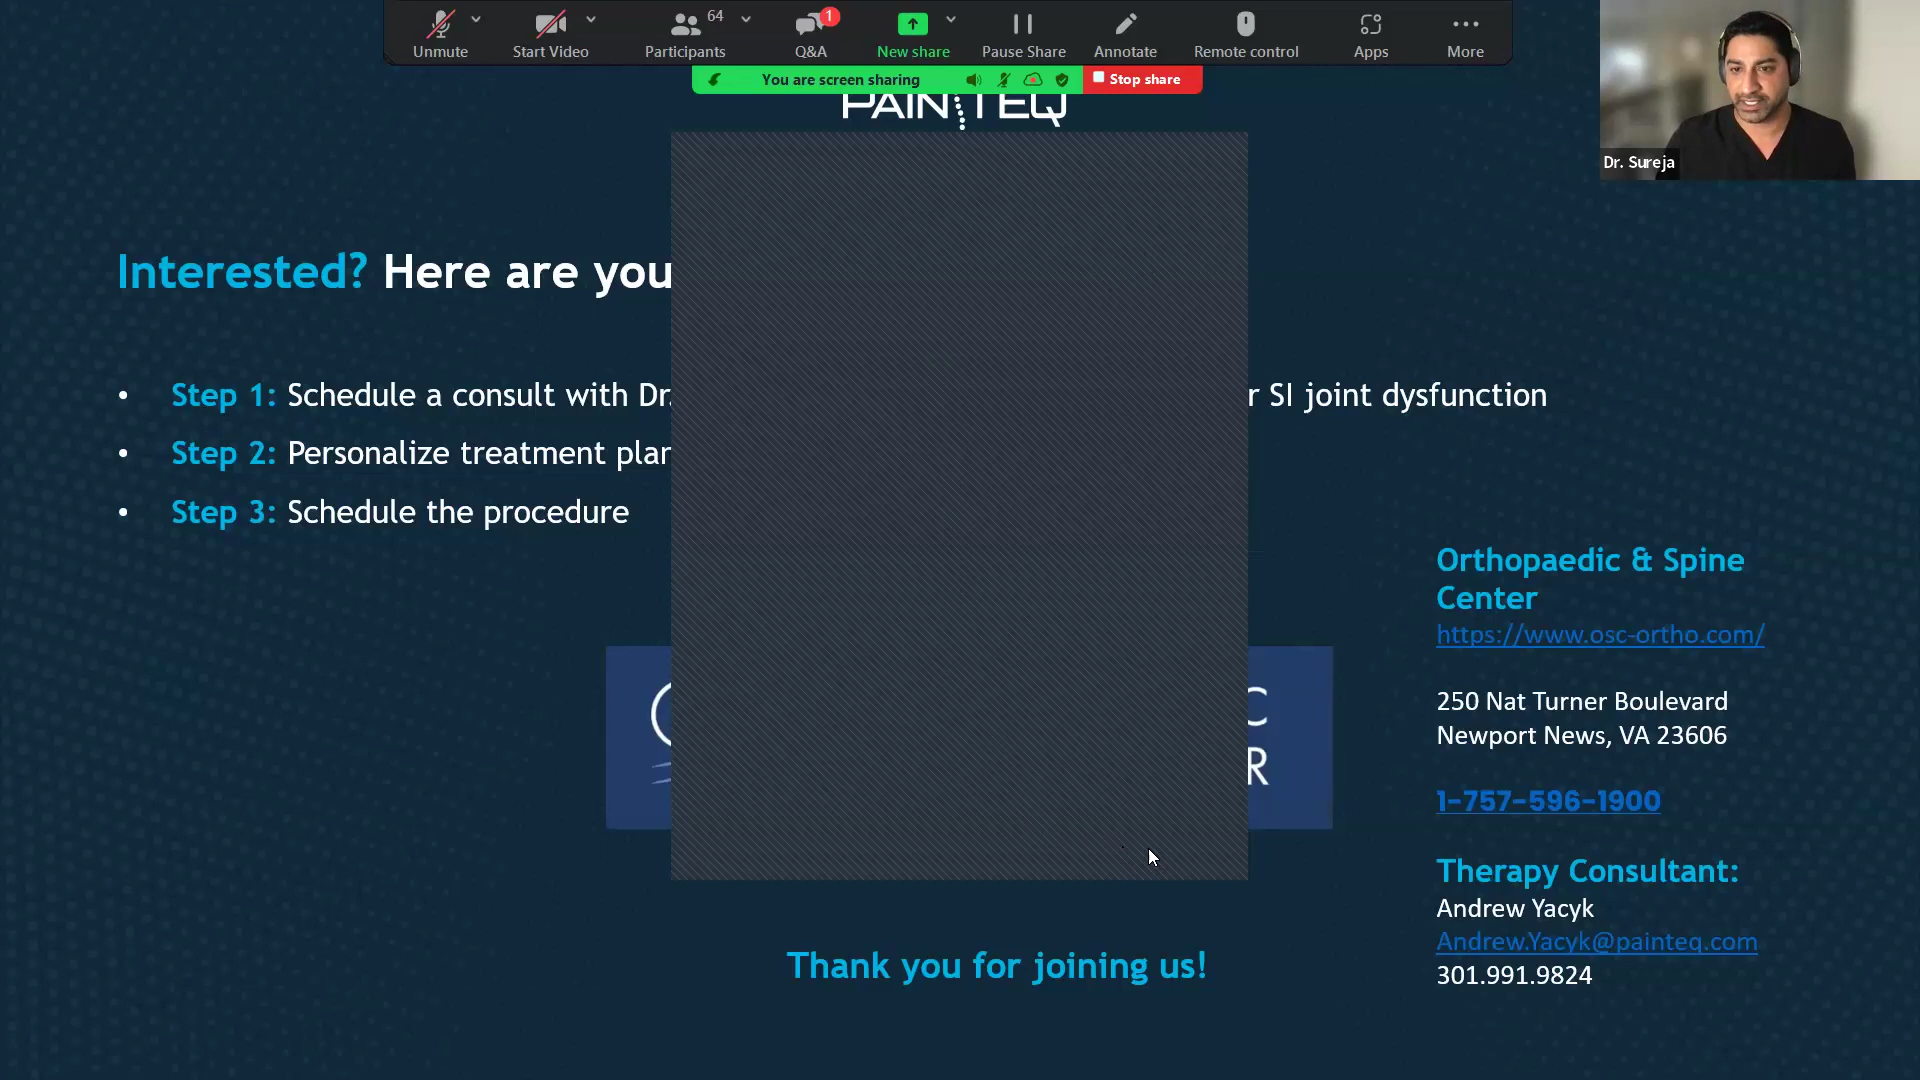 Unmute
Start Video
Participants
64
Q&A
1
New share
Pause Share
Annotate
Remote control
Apps
More
You are screen sharing
Stop share
PAINTEQ
Dr. Sureja
Interested? Here are you
• Step 1: Schedule a consult with Dr. r SI joint dysfunction
• Step 2: Personalize treatment plan
• Step 3: Schedule the procedure
C
R
Orthopaedic & Spine
Center
https://www.osc-ortho.com/
250 Nat Turner Boulevard
Newport News, VA 23606
1-757-596-1900
Therapy Consultant:
Andrew Yacyk
Andrew.Yacyk@painteq.com
301.991.9824
Thank you for joining us!